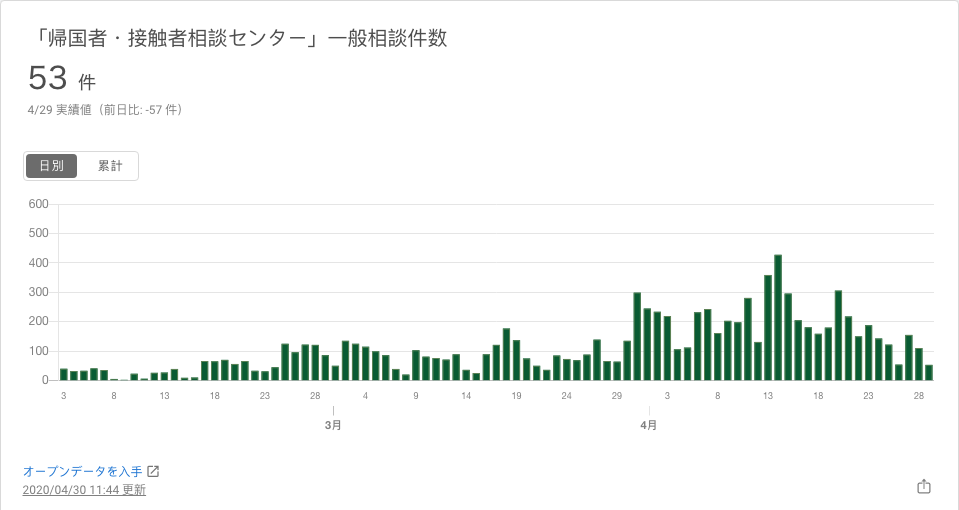 「帰国者・接触者相談センター」一般相談件数
53 件
4/29 実績値（前日比: -57 件）
日別 累計
600
500
400
300
200
100
0
3 8 13 18 23 28 4 9 14 19 24 29 3 8 13 18 23 28
3月 4月
オープンデータを入手
2020/04/30 11:44 更新